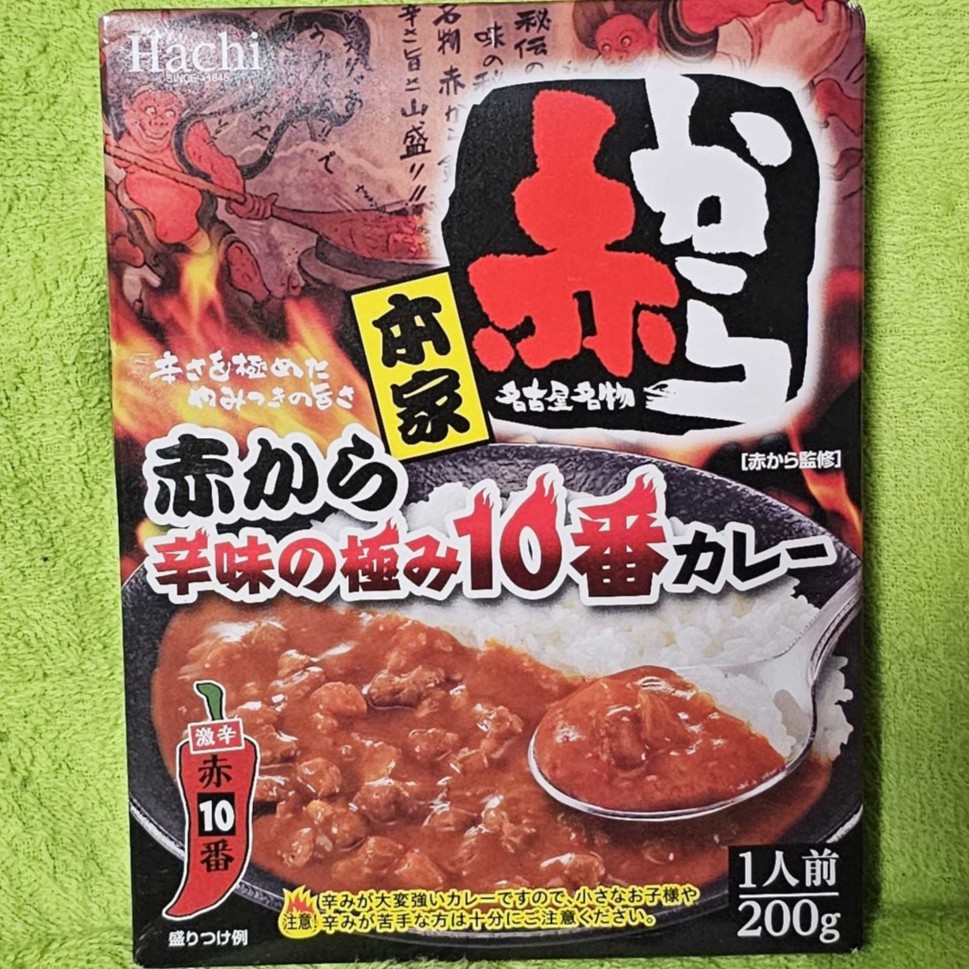 Hachi
SINCE 1845
秘伝の
味の
名物 赤か
辛さ旨さ山盛り!!
赤から
本家
名古屋名物
辛さを極めた
やみつきの旨さ
[赤から監修]
赤から
辛味の極み10番カレー
激辛
赤
10
番
盛りつけ例
注意!
辛みが大変強いカレーですので、小さなお子様や
辛みが苦手な方は十分にご注意ください。
1人前
200g